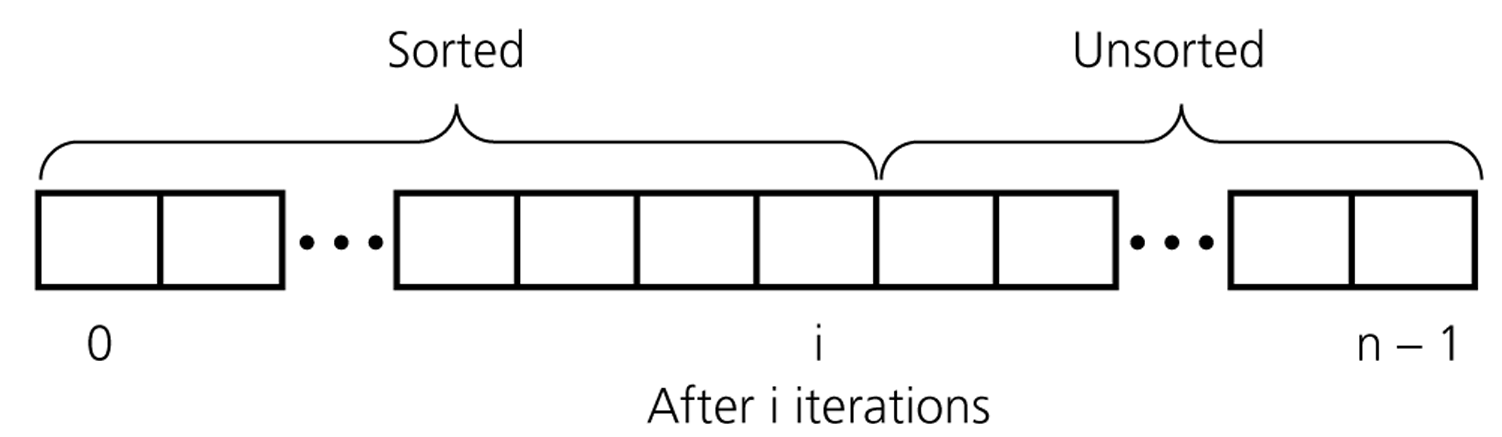 Sorted Unsorted
0 i n – 1
After i iterations